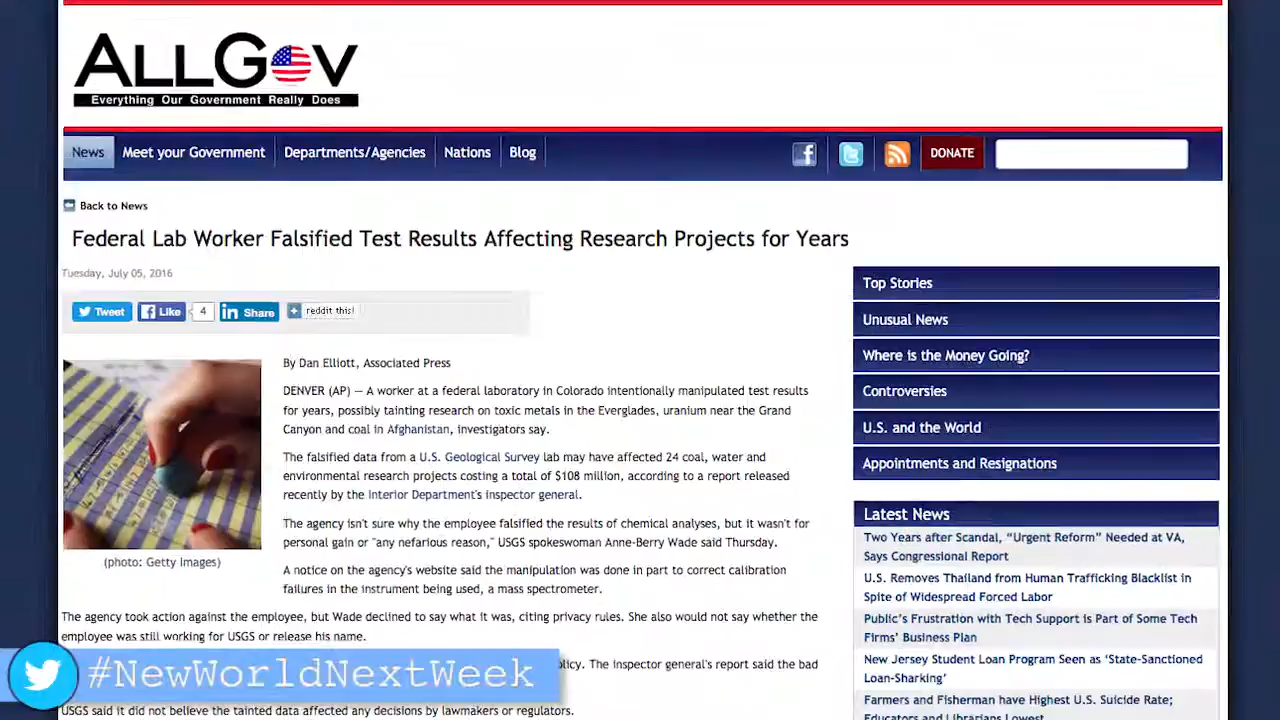 ALLGOV
Everything Our Government Really Does
News Meet your Government Departments/Agencies Nations Blog DONATE
Back to News
Federal Lab Worker Falsified Test Results Affecting Research Projects for Years
Tuesday, July 05, 2016
Tweet Like 4 Share reddit this!
By Dan Elliott, Associated Press
DENVER (AP) — A worker at a federal laboratory in Colorado intentionally manipulated test results
for years, possibly tainting research on toxic metals in the Everglades, uranium near the Grand
Canyon and coal in Afghanistan, investigators say.
The falsified data from a U.S. Geological Survey lab may have affected 24 coal, water and
environmental research projects costing a total of $108 million, according to a report released
recently by the Interior Department's inspector general.
The agency isn't sure why the employee falsified the results of chemical analyses, but it wasn't for
personal gain or "any nefarious reason," USGS spokeswoman Anne-Berry Wade said Thursday.
(photo: Getty Images)
A notice on the agency's website said the manipulation was done in part to correct calibration
failures in the instrument being used, a mass spectrometer.
The agency took action against the employee, but Wade declined to say what it was, citing privacy rules. She also would not say whether the
employee was still working for USGS or release his name.
The inspector general's report said the bad
USGS said it did not believe the tainted data affected any decisions by lawmakers or regulators.
Top Stories
Unusual News
Where is the Money Going?
Controversies
U.S. and the World
Appointments and Resignations
Latest News
Two Years after Scandal, “Urgent Reform” Needed at VA,
Says Congressional Report
U.S. Removes Thailand from Human Trafficking Blacklist in
Spite of Widespread Forced Labor
Public’s Frustration with Tech Support is Part of Some Tech
Firms’ Business Plan
New Jersey Student Loan Program Seen as ‘State-Sanctioned
Loan-Sharking’
Farmers and Fisherman have Highest U.S. Suicide Rate;
Educators and Librarians Lowest
#NewWorldNextWeek